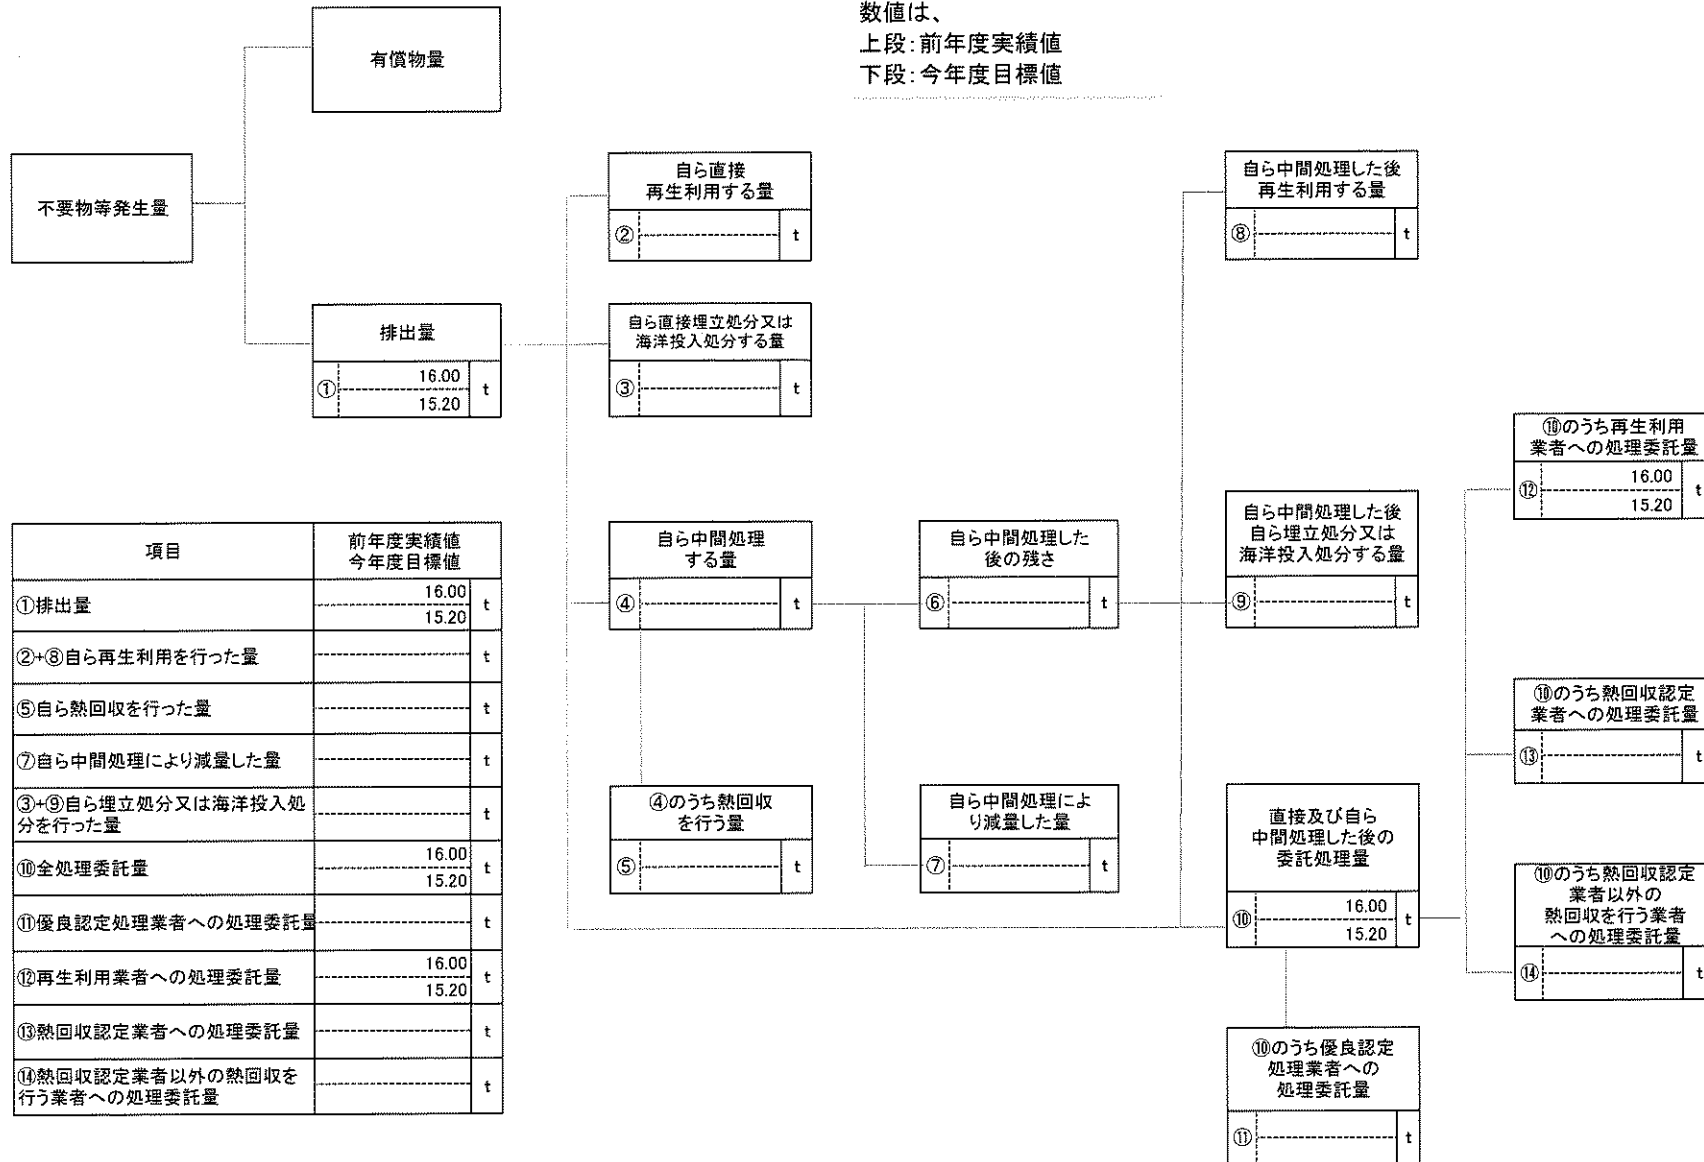 数値は、
上段:前年度実績値
下段:今年度目標値
有償物量
不要物等発生量
排出量
①
16.00
15.20
t
自ら直接
再生利用する量
②
t
自ら直接埋立処分又は
海洋投入処分する量
③
t
自ら中間処理
する量
④
t
④のうち熱回収
を行う量
⑤
t
自ら中間処理した
後の残さ
⑥
t
自ら中間処理によ
り減量した量
⑦
t
自ら中間処理した後
再生利用する量
⑧
t
自ら中間処理した後
自ら埋立処分又は
海洋投入処分する量
⑨
t
直接及び自ら
中間処理した後の
委託処理量
⑩
16.00
15.20
t
⑩のうち優良認定
処理業者への
処理委託量
⑪
t
⑩のうち再生利用
業者への処理委託量
⑫
16.00
15.20
t
⑩のうち熱回収認定
業者への処理委託量
⑬
t
⑩のうち熱回収認定
業者以外の
熱回収を行う業者
への処理委託量
⑭
t
項目
前年度実績値
今年度目標値
①排出量
16.00
15.20
t
②+⑧自ら再生利用を行った量
t
⑤自ら熱回収を行った量
t
⑦自ら中間処理により減量した量
t
③+⑨自ら埋立処分又は海洋投入処
分を行った量
t
⑩全処理委託量
16.00
15.20
t
⑪優良認定処理業者への処理委託量
t
⑫再生利用業者への処理委託量
16.00
15.20
t
⑬熱回収認定業者への処理委託量
t
⑭熱回収認定業者以外の熱回収を
行う業者への処理委託量
t